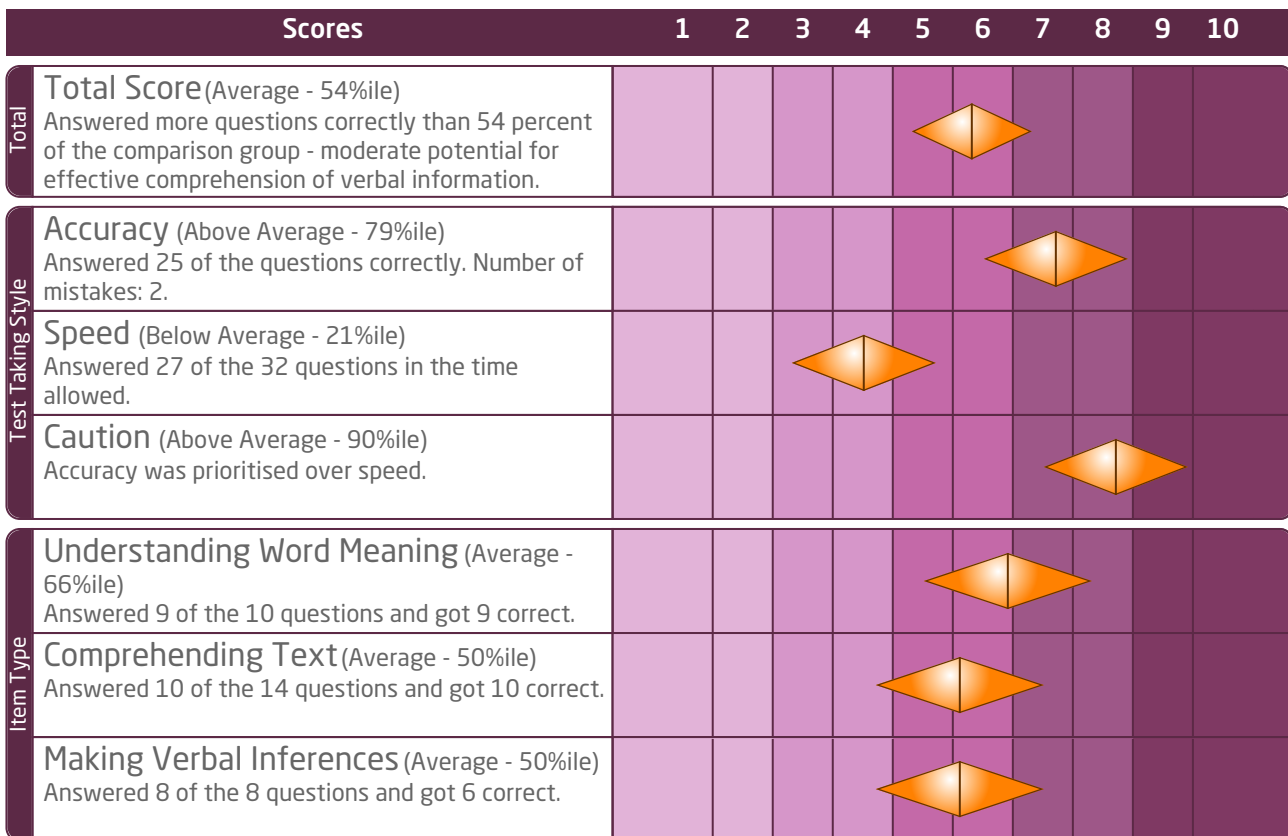 Scores 1 2 3 4 5 6 7 8 9 10
Total
Total Score (Average - 54%ile)
Answered more questions correctly than 54 percent
of the comparison group - moderate potential for
effective comprehension of verbal information.
Test Taking Style
Accuracy (Above Average - 79%ile)
Answered 25 of the questions correctly. Number of
mistakes: 2.
Speed (Below Average - 21%ile)
Answered 27 of the 32 questions in the time
allowed.
Caution (Above Average - 90%ile)
Accuracy was prioritised over speed.
Item Type
Understanding Word Meaning (Average -
66%ile)
Answered 9 of the 10 questions and got 9 correct.
Comprehending Text (Average - 50%ile)
Answered 10 of the 14 questions and got 10 correct.
Making Verbal Inferences (Average - 50%ile)
Answered 8 of the 8 questions and got 6 correct.